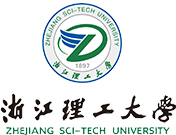 ZHEJIANG SCI-TECH UNIVERSITY
1897
浙江理工大学
浙江理工大学
ZHEJIANG SCI-TECH UNIVERSITY